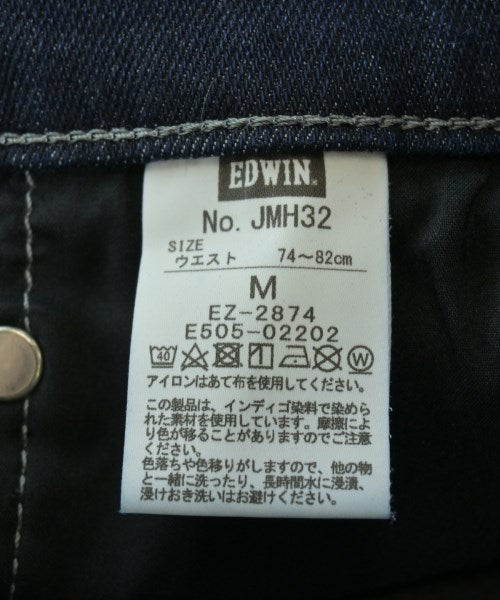 EDWIN®
No. JMH32
SIZE
ウエスト 74～82cm
M
EZ-2874
E505-02202
40 W
アイロンはあて布を使用してください。
この製品は、インディゴ染料で染めら
れた素材を使用しています。摩擦によ
り色が移ることがありますのでご注意
ください。
色落ちや色移りがしますので、他の物
と一緒に洗ったり、長時間水に浸漬、
浸けおき洗いはお避けください。